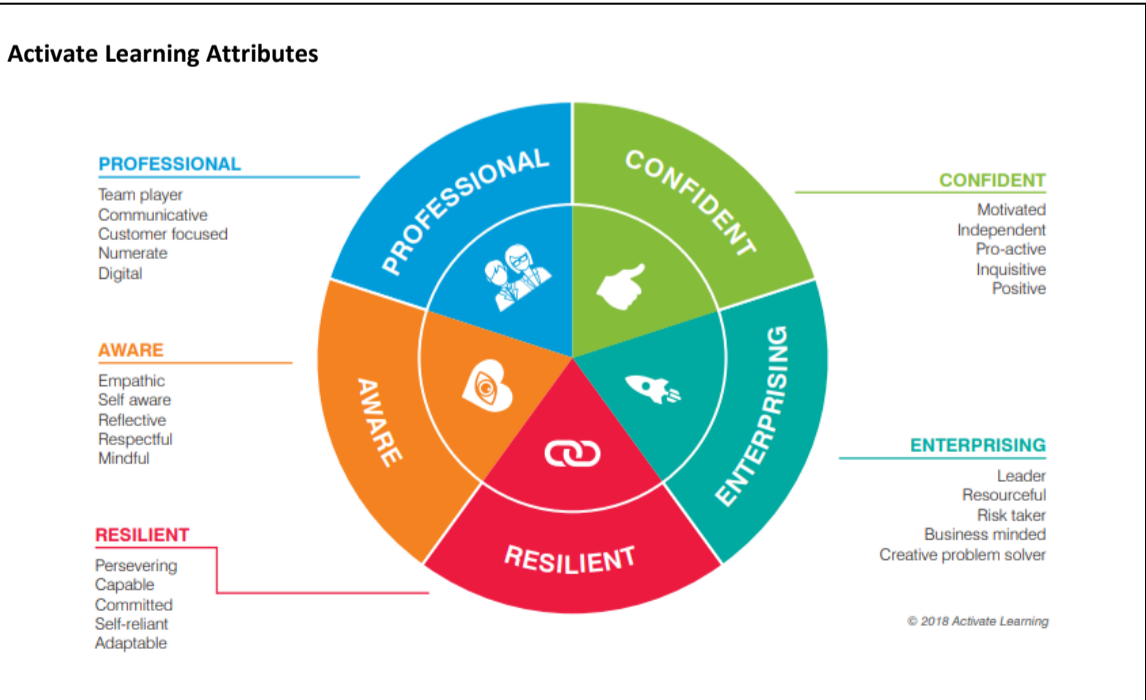 Activate Learning Attributes
PROFESSIONAL
Team player
Communicative
Customer focused
Numerate
Digital
AWARE
Empathic
Self aware
Reflective
Respectful
Mindful
RESILIENT
Persevering
Capable
Committed
Self-reliant
Adaptable
PROFESSIONAL
CONFIDENT
ENTERPRISING
RESILIENT
AWARE
CONFIDENT
Motivated
Independent
Pro-active
Inquisitive
Positive
ENTERPRISING
Leader
Resourceful
Risk taker
Business minded
Creative problem solver
© 2018 Activate Learning